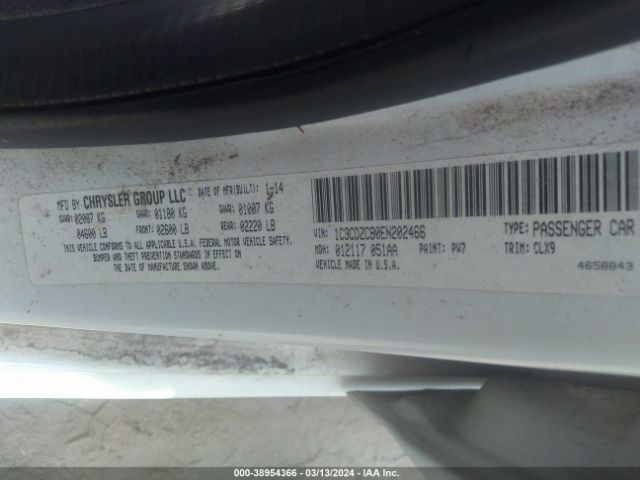 MFD BY: CHRYSLER GROUP LLC DATE OF MFR(BUILT): 1-14
GAWR: 02087 KG GAWR: 01180 KG GAWR: 01007 KG
04600 LB FRONT: 02600 LB REAR: 02220 LB
THIS VEHICLE CONFORMS TO ALL APPLICABLE U.S.A. FEDERAL MOTOR VEHICLE SAFETY,
BUMPER AND THEFT PREVENTION STANDARDS IN EFFECT ON
THE DATE OF MANUFACTURE SHOWN ABOVE.
VIN: 1C3CDZCB0EN202466 TYPE: PASSENGER CAR
MDH: 012117 051AA PAINT: PW7 TRIM: CLX9
VEHICLE MADE IN U.S.A. 4658843
000-38954366 - 03/13/2024 - IAA Inc.